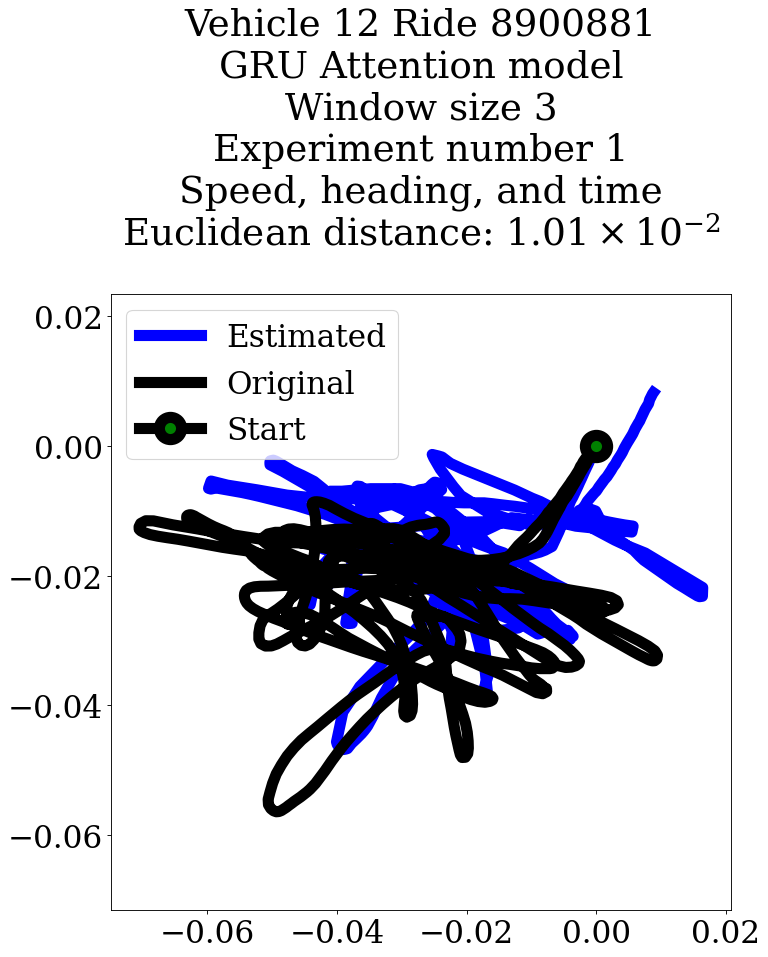 Vehicle 12 Ride 8900881
GRU Attention model
Window size 3
Experiment number 1
Speed, heading, and time
Euclidean distance: 1.01 × 10⁻²
0.02
0.00
−0.02
−0.04
−0.06
Estimated
Original
Start
−0.06 −0.04 −0.02 0.00 0.02